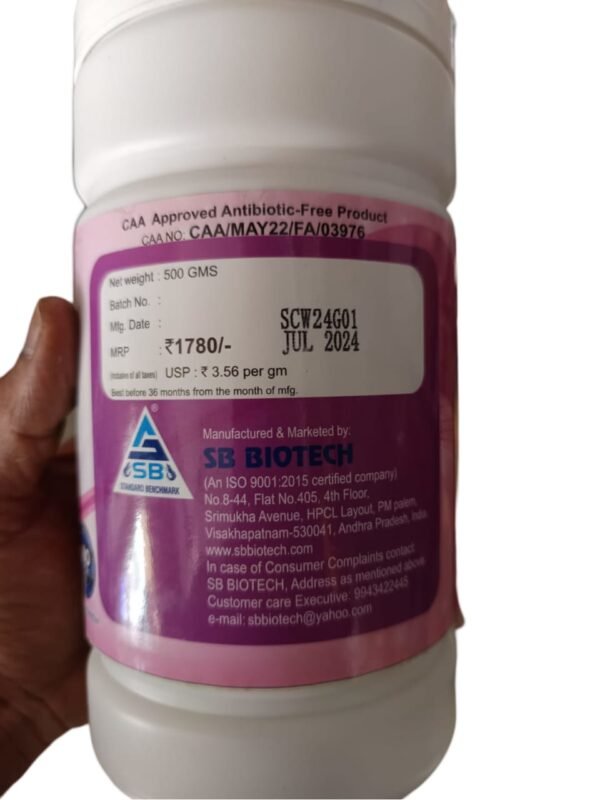 CAA Approved Antibiotic-Free Product
CAA NO: CAA/MAY22/FA/03976
Net weight : 500 GMS
Batch No. :
Mfg. Date : SCW24G01
MRP : ₹1780/- JUL 2024
(Inclusive of all taxes) USP : ₹ 3.56 per gm
Best before 36 months from the month of mfg.
®
SB
STANDARD BENCHMARK
Manufactured & Marketed by:
SB BIOTECH
(An ISO 9001:2015 certified company)
No.8-44, Flat No.405, 4th Floor,
Srimukha Avenue, HPCL Layout, PM palem,
Visakhapatnam-530041, Andhra Pradesh, India.
www.sbbiotech.com
In case of Consumer Complaints contact
SB BIOTECH, Address as mentioned above
Customer care Executive: 9943422445
e-mail: sbbiotech@yahoo.com